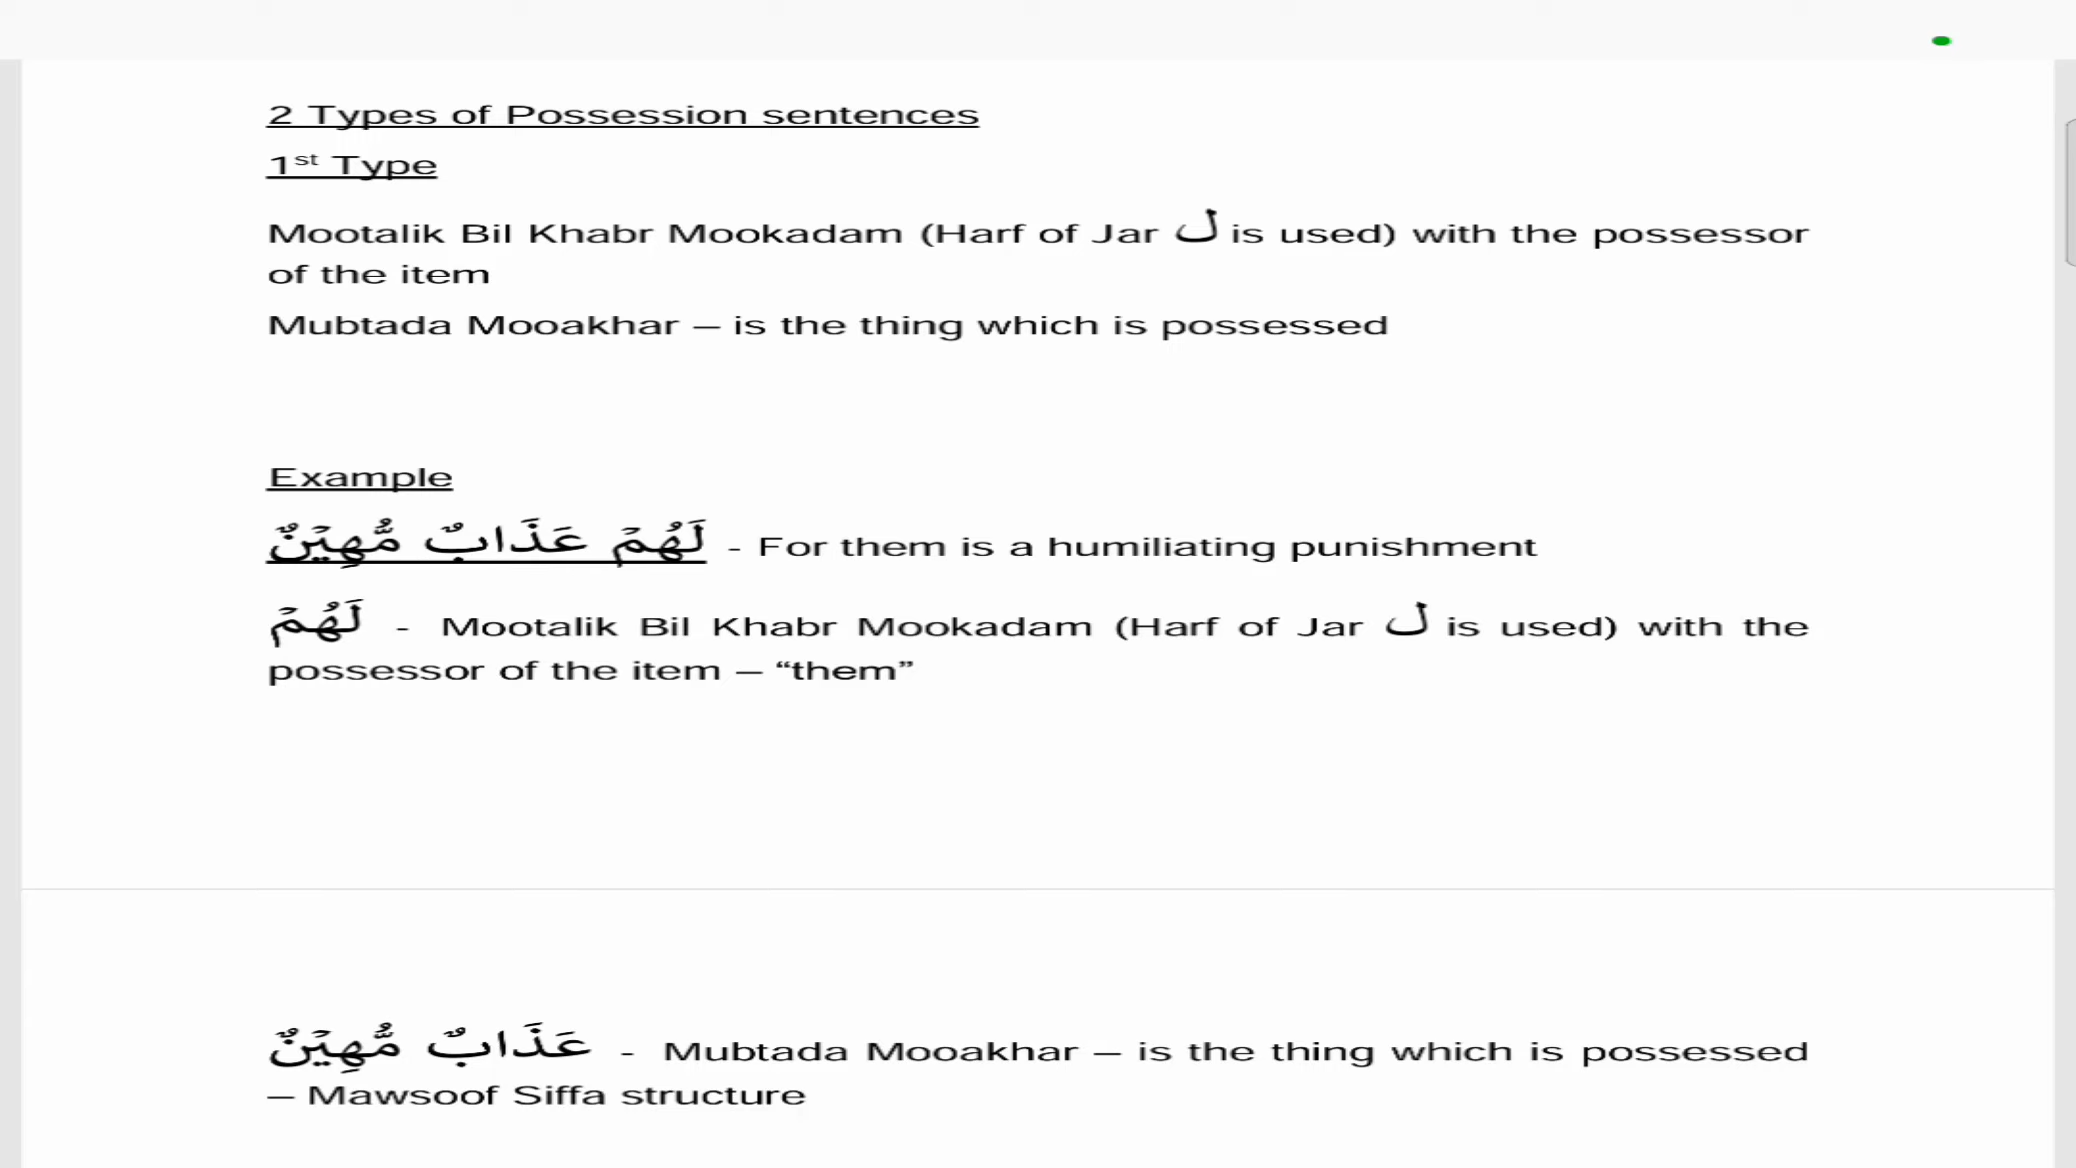 2 Types of Possession sentences
1st Type
Mootalik Bil Khabr Mookadam (Harf of Jar ل is used) with the possessor
of the item
Mubtada Mooakhar – is the thing which is possessed
Example
لَهُمْ عَذَابٌ مُّهِيْنٌ - For them is a humiliating punishment
لَهُمْ - Mootalik Bil Khabr Mookadam (Harf of Jar ل is used) with the
possessor of the item – “them”
عَذَابٌ مُّهِيْنٌ - Mubtada Mooakhar – is the thing which is possessed
– Mawsoof Siffa structure